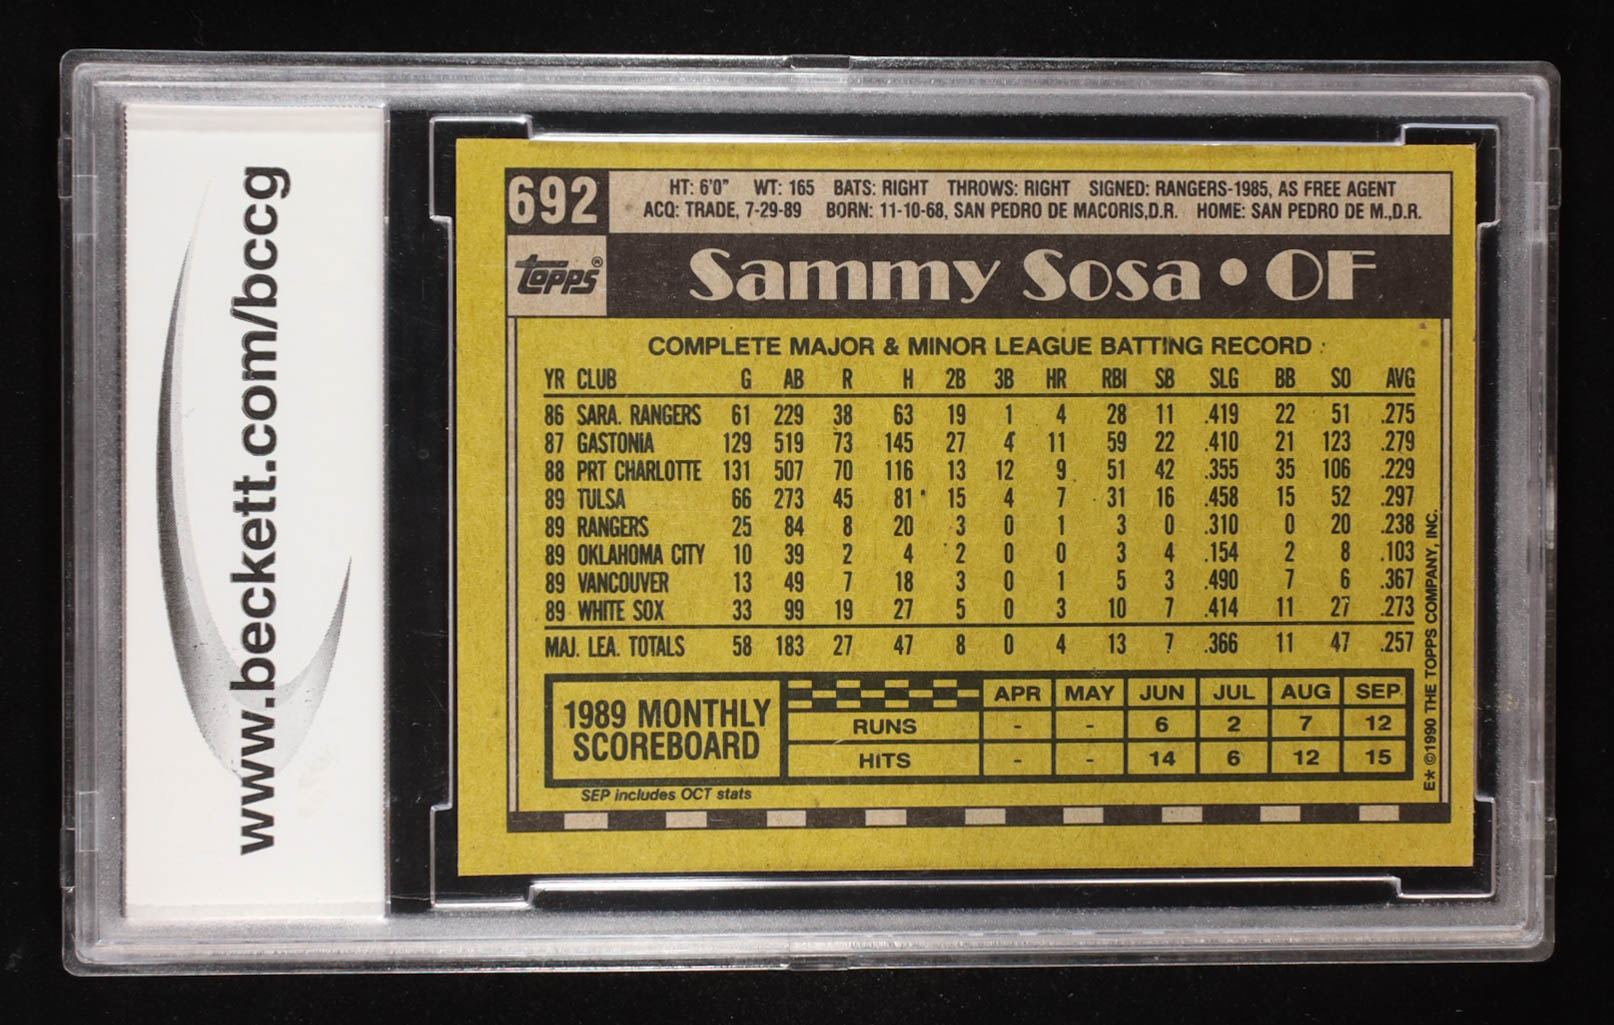 www.beckett.com/bccg
692
HT: 6'0" WT: 165 BATS: RIGHT THROWS: RIGHT SIGNED: RANGERS-1985, AS FREE AGENT
ACQ: TRADE, 7-29-89 BORN: 11-10-68, SAN PEDRO DE MACORIS,D.R. HOME: SAN PEDRO DE M.,D.R.
topps®
Sammy Sosa • OF
COMPLETE MAJOR & MINOR LEAGUE BATTING RECORD
YR CLUB G AB R H 2B 3B HR RBI SB SLG BB SO AVG
86 SARA. RANGERS 61 229 38 63 19 1 4 28 11 .419 22 51 .275
87 GASTONIA 129 519 73 145 27 4 11 59 22 .410 21 123 .279
88 PRT CHARLOTTE 131 507 70 116 13 12 9 51 42 .355 35 106 .229
89 TULSA 66 273 45 81 15 4 7 31 16 .458 15 52 .297
89 RANGERS 25 84 8 20 3 0 1 3 0 .310 0 20 .238
89 OKLAHOMA CITY 10 39 2 4 2 0 0 3 4 .154 2 8 .103
89 VANCOUVER 13 49 7 18 3 0 1 5 3 .490 7 6 .367
89 WHITE SOX 33 99 19 27 5 0 3 10 7 .414 11 27 .273
MAJ. LEA. TOTALS 58 183 27 47 8 0 4 13 7 .366 11 47 .257
1989 MONTHLY
SCOREBOARD
APR MAY JUN JUL AUG SEP
RUNS - - 6 2 7 12
HITS - - 14 6 12 15
SEP includes OCT stats
E* ©1990 THE TOPPS COMPANY, INC.